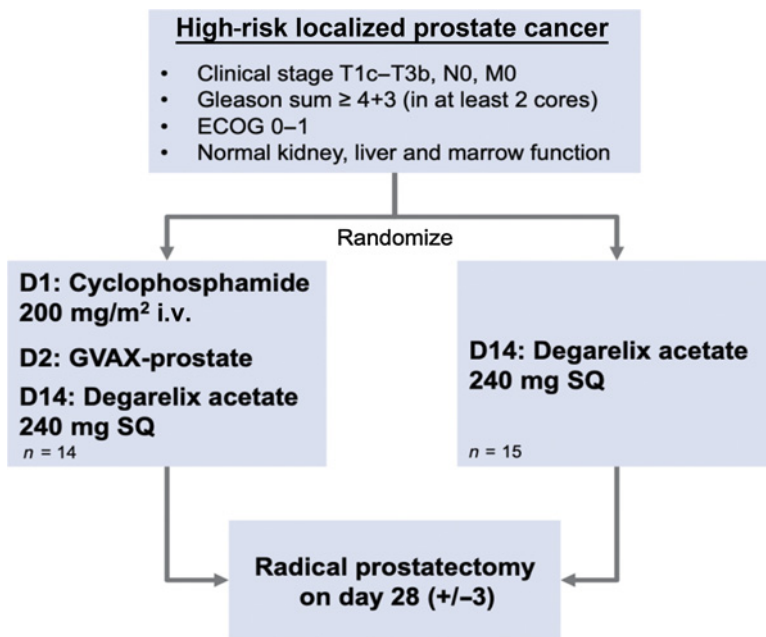 High-risk localized prostate cancer
• Clinical stage T1c–T3b, N0, M0
• Gleason sum ≥ 4+3 (in at least 2 cores)
• ECOG 0–1
• Normal kidney, liver and marrow function
Randomize
D1: Cyclophosphamide
200 mg/m² i.v.
D2: GVAX-prostate
D14: Degarelix acetate
240 mg SQ
n = 14
D14: Degarelix acetate
240 mg SQ
n = 15
Radical prostatectomy
on day 28 (+/–3)